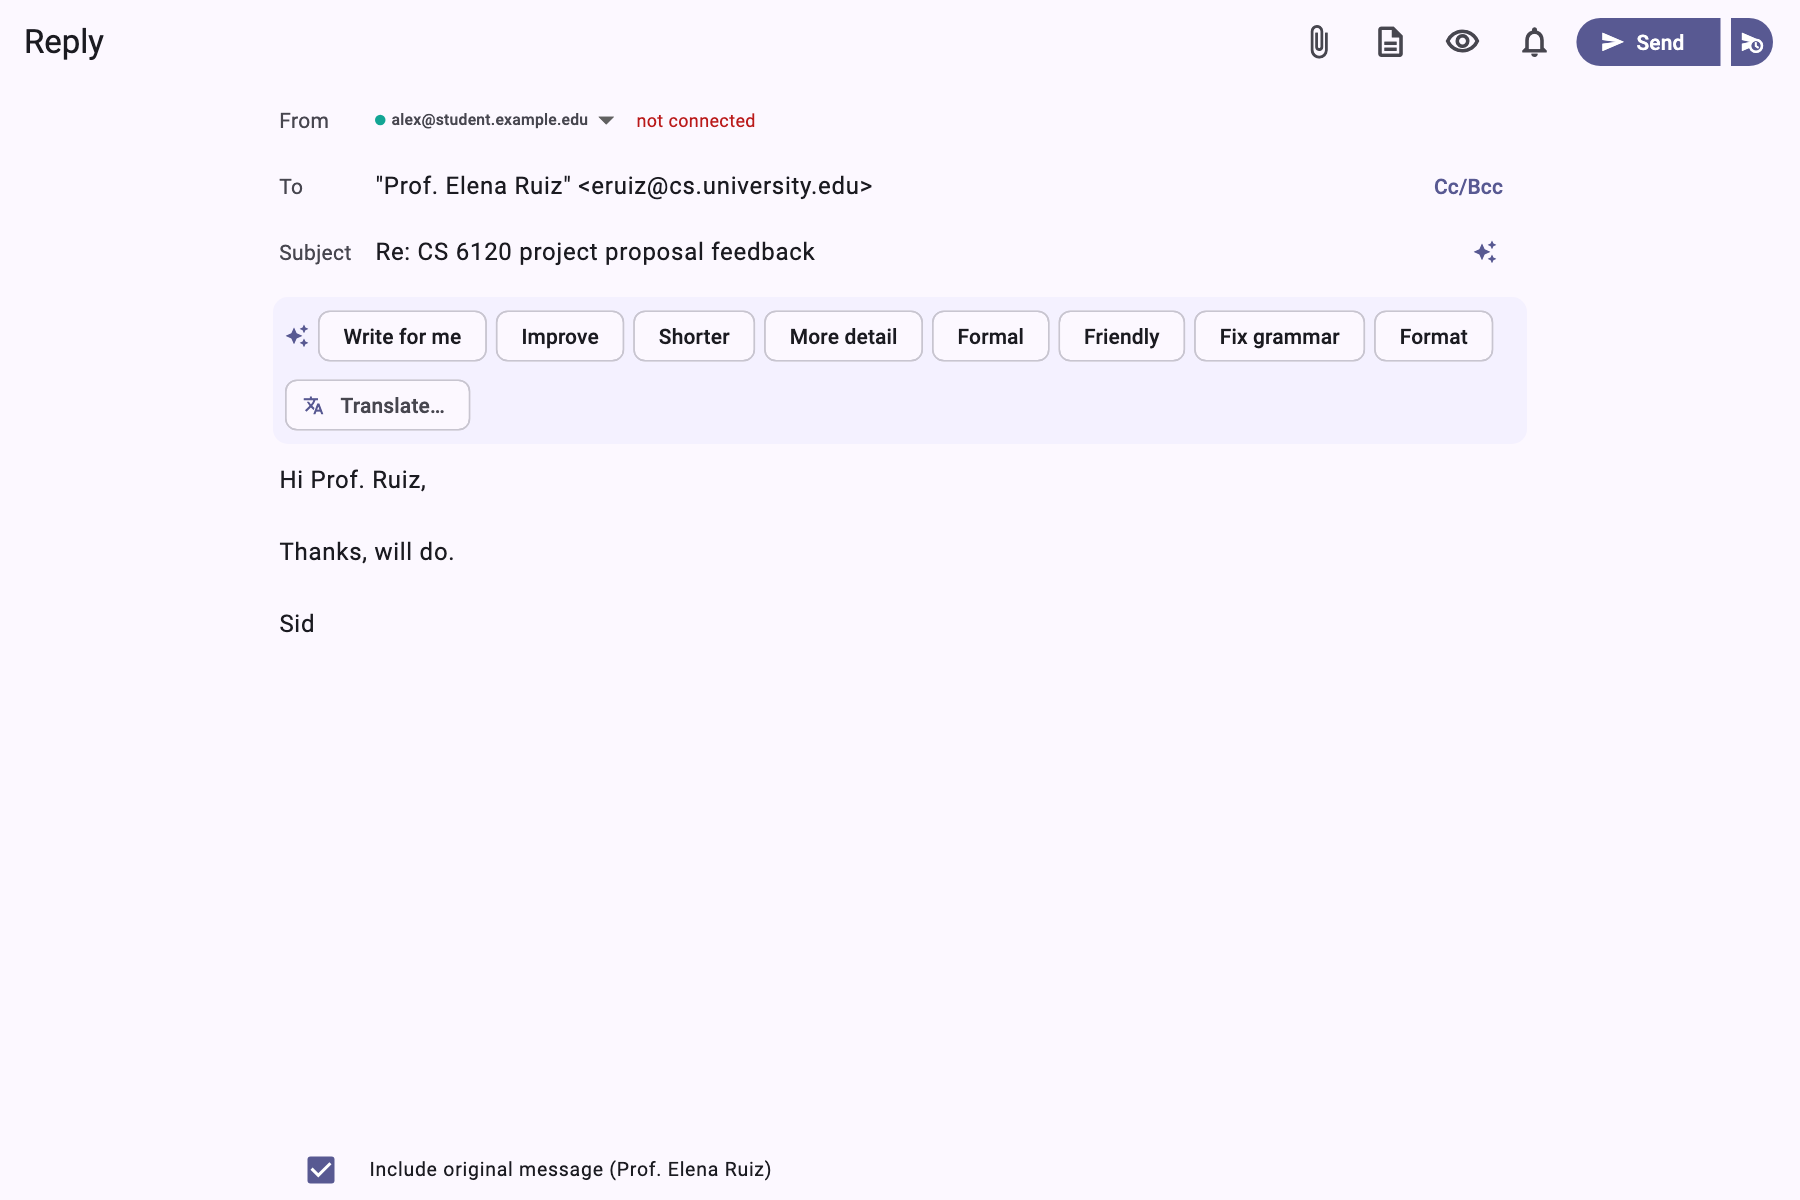 Reply
Send
From alex@student.example.edu not connected
To "Prof. Elena Ruiz" <eruiz@cs.university.edu> Cc/Bcc
Subject Re: CS 6120 project proposal feedback
Write for me Improve Shorter More detail Formal Friendly Fix grammar Format
Translate...
Hi Prof. Ruiz,
Thanks, will do.
Sid
Include original message (Prof. Elena Ruiz)